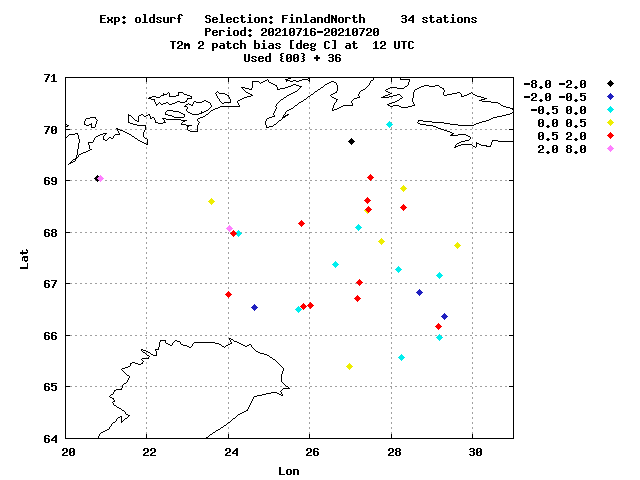 Exp: oldsurf   Selection: FinlandNorth     34 stations
Period: 20210716-20210720
T2m 2 patch bias [deg C] at  12 UTC
Used {00} + 36
-8.0 -2.0
-2.0 -0.5
-0.5 0.0
0.0 0.5
0.5 2.0
2.0 8.0
71
70
69
68
67
66
65
64
Lat
20 22 24 26 28 30
Lon